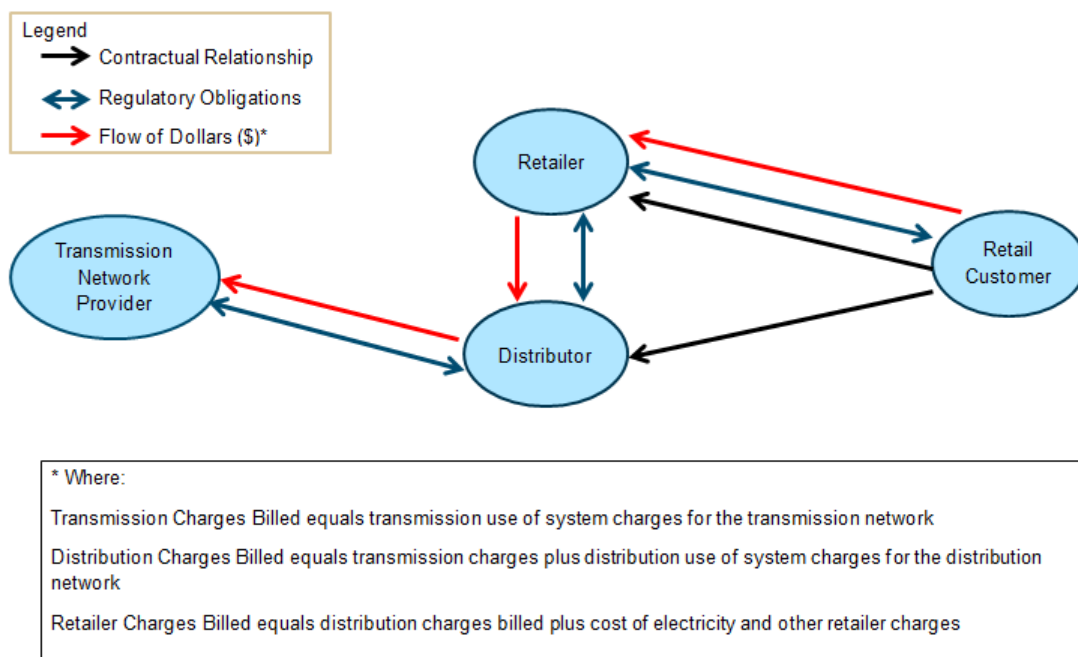 Legend
Contractual Relationship
Regulatory Obligations
Flow of Dollars ($)*
Retailer
Transmission
Network
Provider
Retail
Customer
Distributor
* Where:
Transmission Charges Billed equals transmission use of system charges for the transmission network
Distribution Charges Billed equals transmission charges plus distribution use of system charges for the distribution
network
Retailer Charges Billed equals distribution charges billed plus cost of electricity and other retailer charges